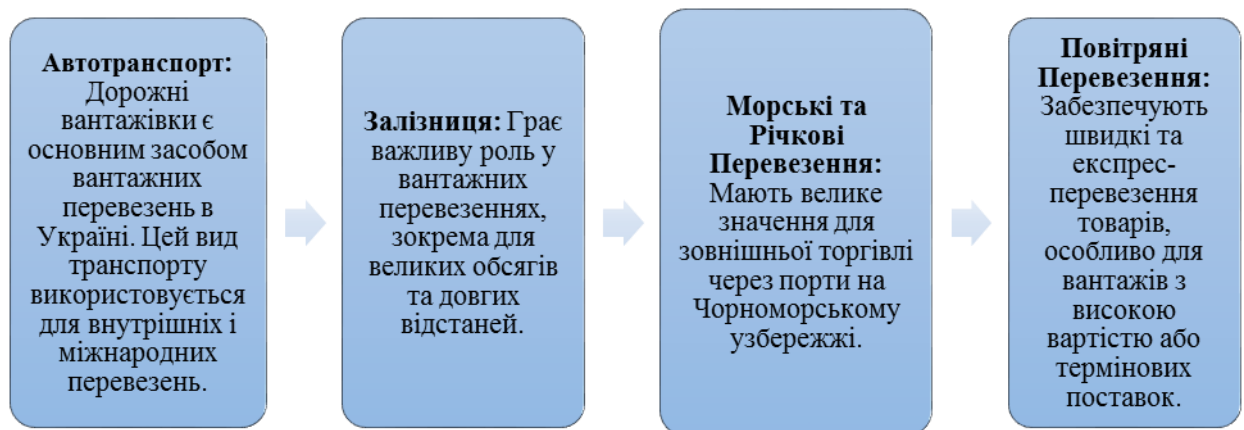 Автотранспорт:
Дорожні
вантажівки є
основним засобом
вантажних
перевезень в
Україні. Цей вид
транспорту
використовується
для внутрішніх і
міжнародних
перевезень.
Залізниця: Грає
важливу роль у
вантажних
перевезеннях,
зокрема для
великих обсягів
та довгих
відстаней.
Морські та
Річкові
Перевезення:
Мають велике
значення для
зовнішньої торгівлі
через порти на
Чорноморському
узбережжі.
Повітряні
Перевезення:
Забезпечують
швидкі та
експрес-
перевезення
товарів,
особливо для
вантажів з
високою
вартістю або
термінових
поставок.